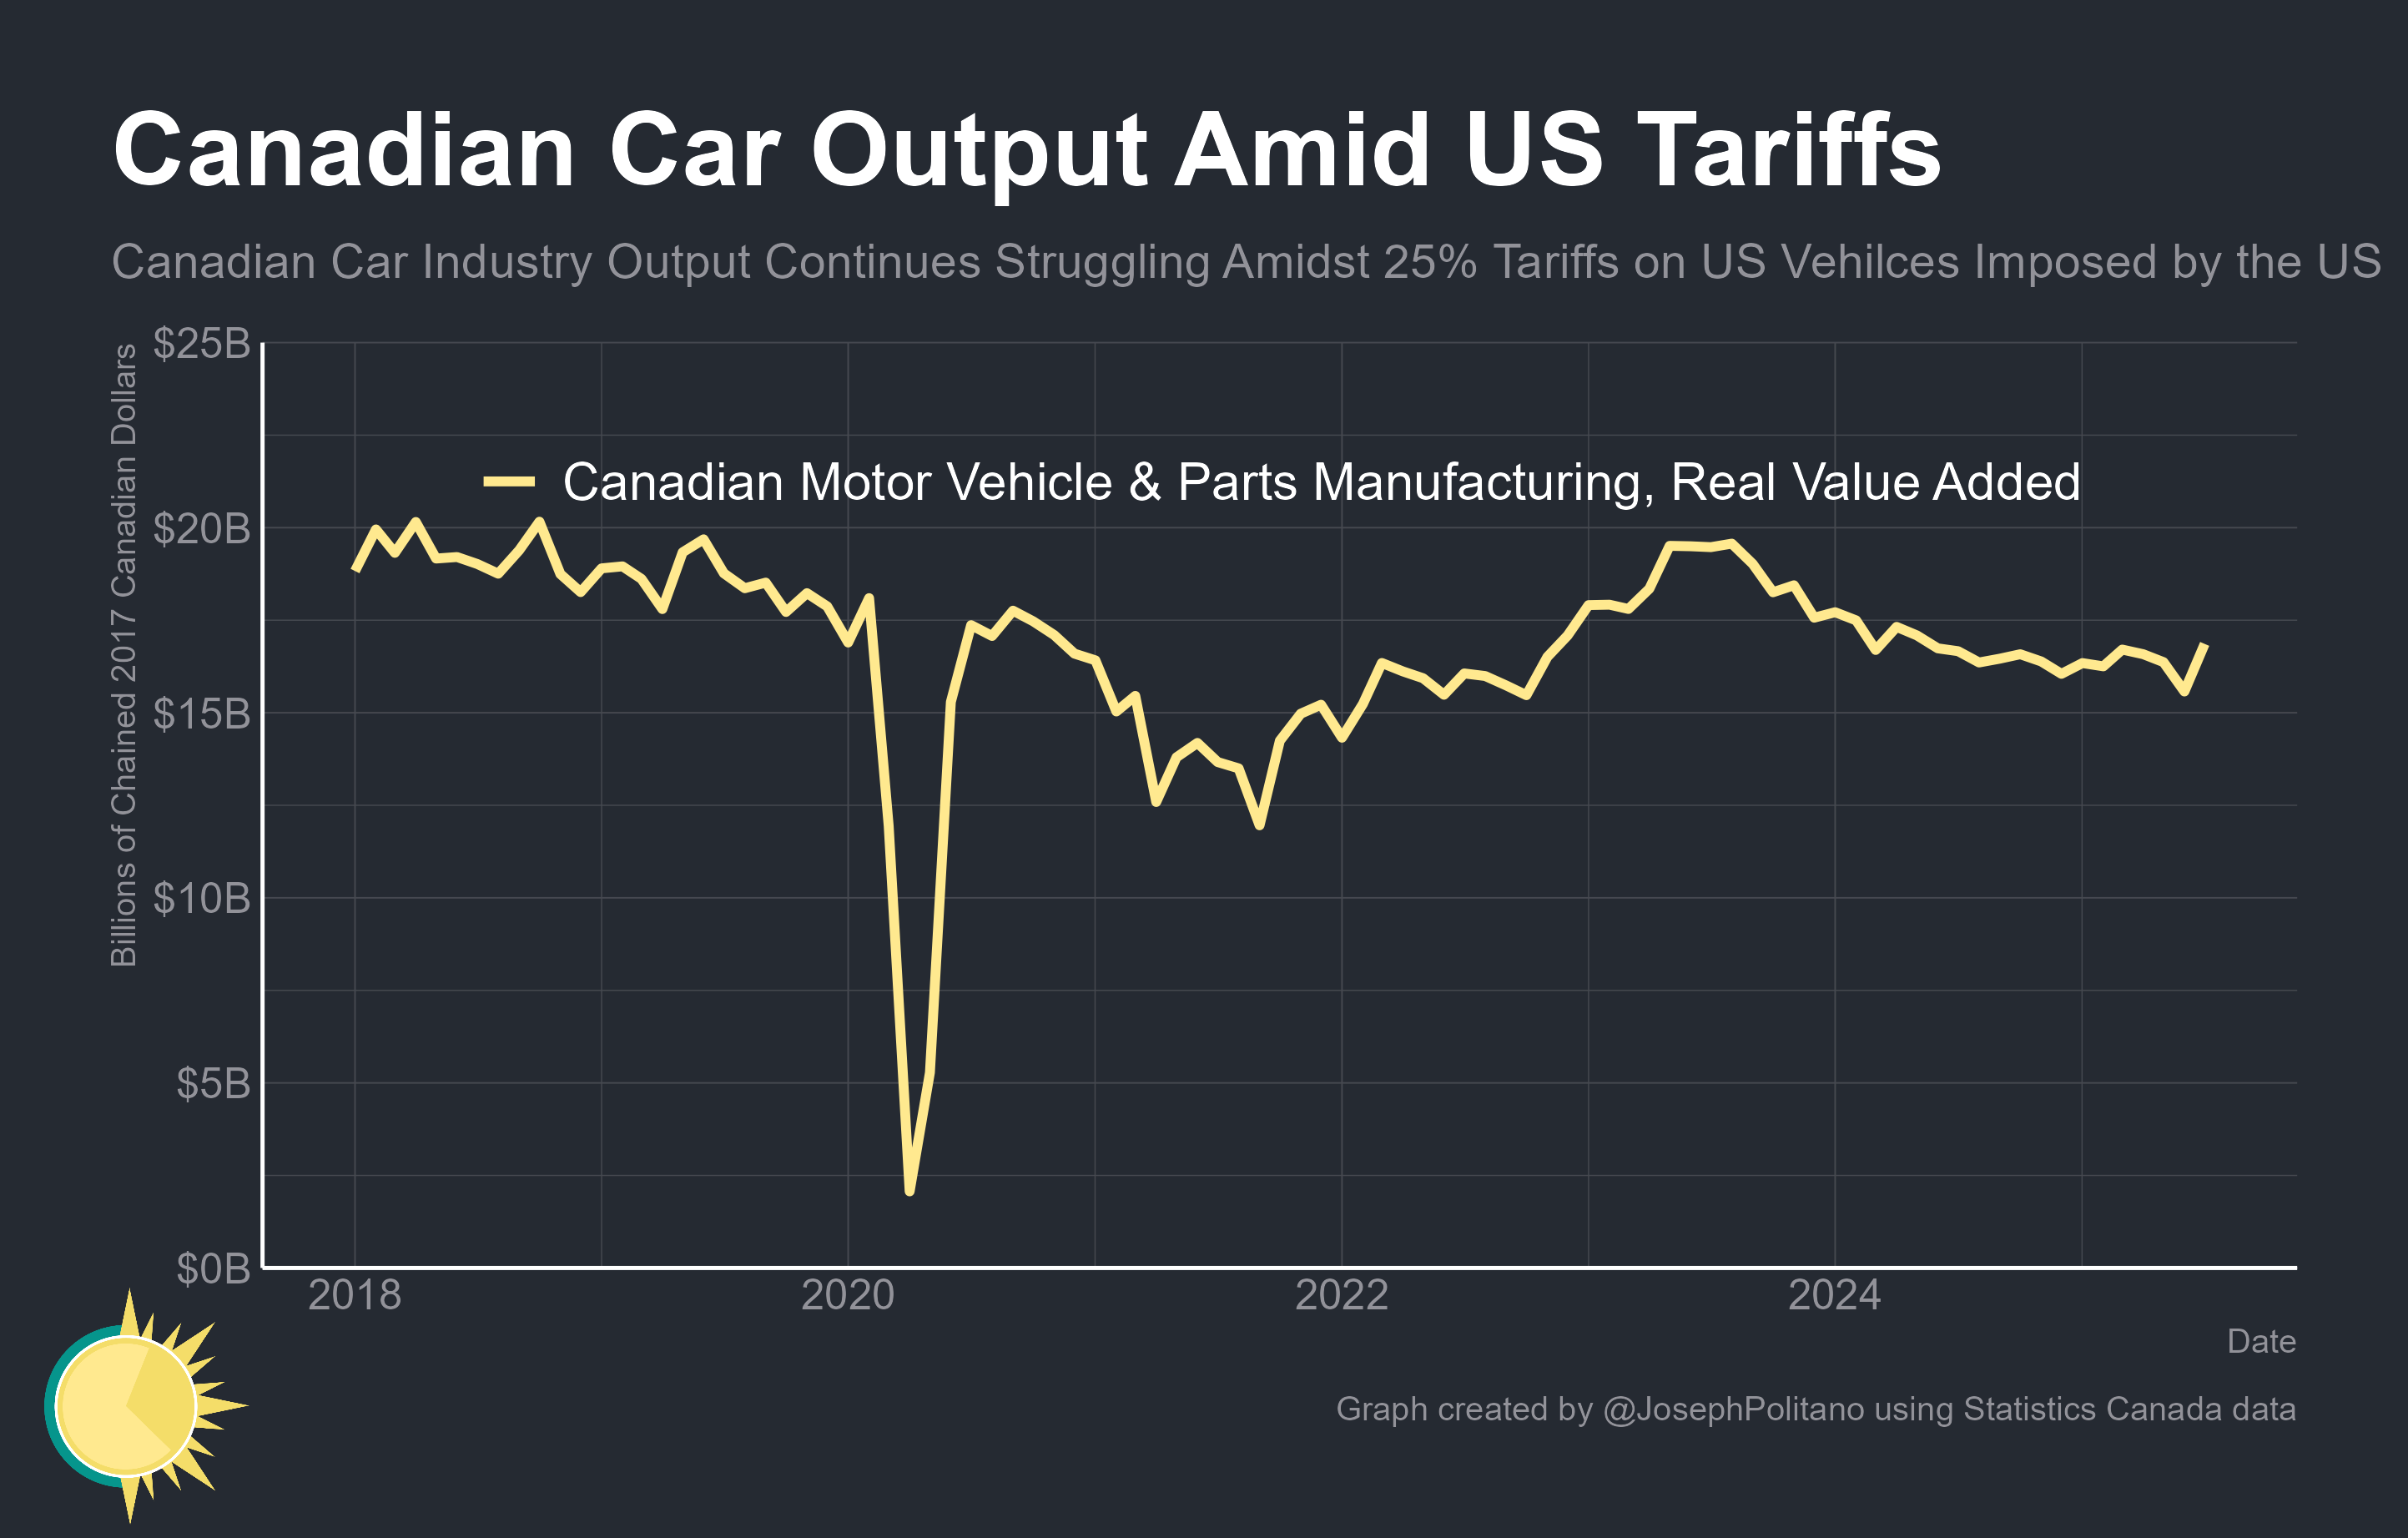 Canadian Car Output Amid US Tariffs
Canadian Car Industry Output Continues Struggling Amidst 25% Tariffs on US Vehilces Imposed by the US
Billions of Chained 2017 Canadian Dollars
$25B
$20B
$15B
$10B
$5B
$0B
Canadian Motor Vehicle & Parts Manufacturing, Real Value Added
2018 2020 2022 2024
Date
Graph created by @JosephPolitano using Statistics Canada data